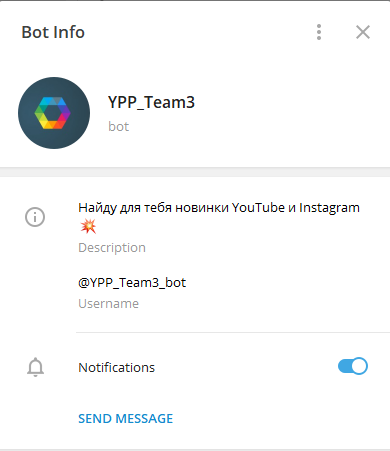 Bot Info
YPP_Team3
bot
Найду для тебя новинки YouTube и Instagram
💥
Description
@YPP_Team3_bot
Username
Notifications
SEND MESSAGE